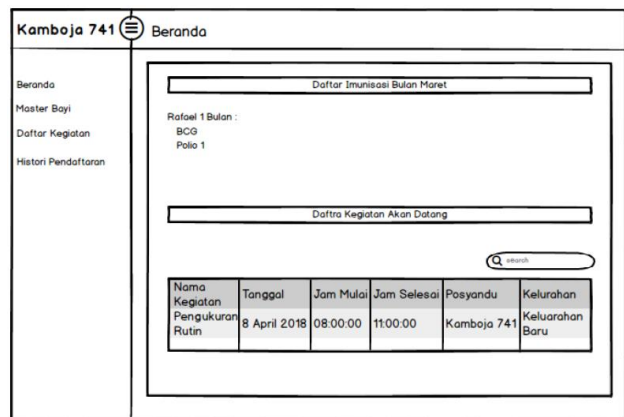 Kamboja 741
Beranda
Beranda
Master Bayi
Daftar Kegiatan
Histori Pendaftaran
Daftar Imunisasi Bulan Maret
Rafael 1 Bulan :
BCG
Polio 1
Daftra Kegiatan Akan Datang
search
Nama Kegiatan Tanggal Jam Mulai Jam Selesai Posyandu Kelurahan
Pengukuran Rutin 8 April 2018 08:00:00 11:00:00 Kamboja 741 Keluarahan Baru